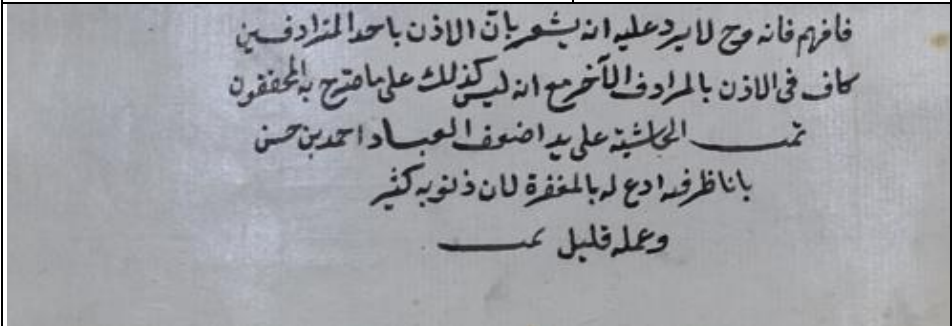 فافهم فانه وح لا يرد عليه انه يشعر بان الاذن باحد المترادفين
كاف فى الاذن بالمرادف الآخر مع انه ليس كذلك على ما صرح به المحققون
تمت الحاشية على يد اضعف العباد احمد بن حسن
يا ناظر فيه ادع له بالمغفرة لان ذنوبه كثير
وعمله قليل تمت